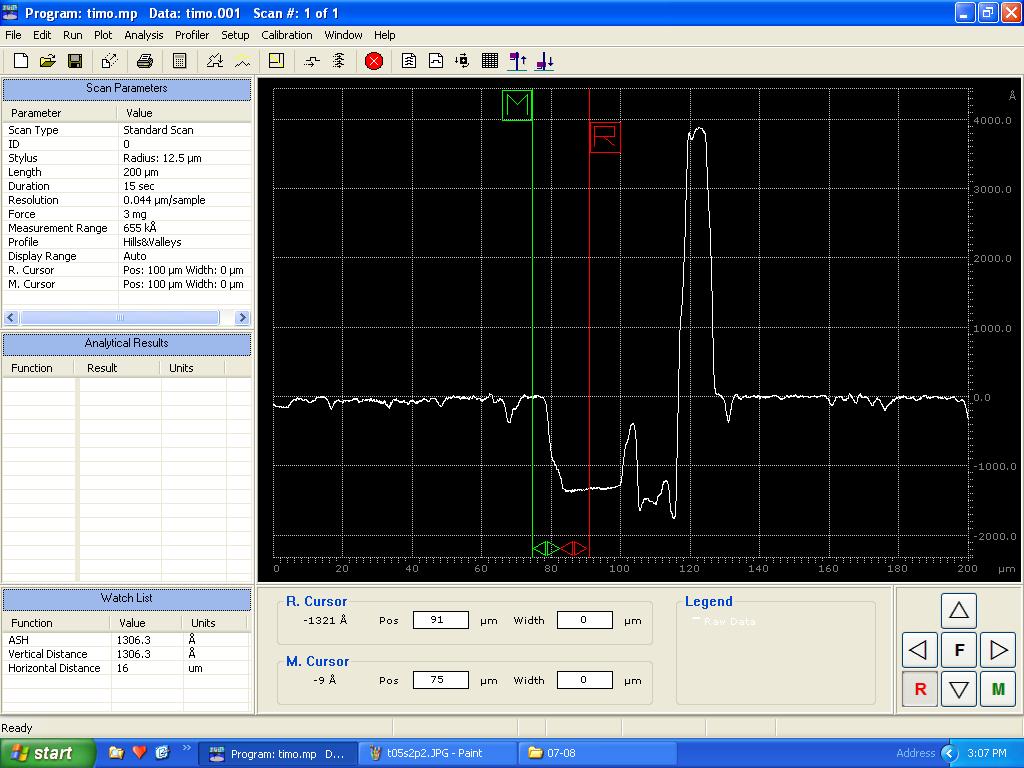 Program: timo.mp   Data: timo.001   Scan #: 1 of 1
File Edit Run Plot Analysis Profiler Setup Calibration Window Help
Scan Parameters
Parameter Value
Scan Type Standard Scan
ID 0
Stylus Radius: 12.5 µm
Length 200 µm
Duration 15 sec
Resolution 0.044 µm/sample
Force 3 mg
Measurement Range 655 kÅ
Profile Hills&Valleys
Display Range Auto
R. Cursor Pos: 100 µm Width: 0 µm
M. Cursor Pos: 100 µm Width: 0 µm
Analytical Results
Function Result Units
Watch List
Function Value Units
ASH 1306.3 Å
Vertical Distance 1306.3 Å
Horizontal Distance 16 um
M
R
Å
4000.0
3000.0
2000.0
1000.0
0.0
-1000.0
-2000.0
0 20 40 60 80 100 120 140 160 180 200 µm
R. Cursor
-1321 Å Pos 91 µm Width 0 µm
M. Cursor
-9 Å Pos 75 µm Width 0 µm
Legend
Raw Data
F
R M
Ready
start » Program: timo.mp D... t05s2p2.JPG - Paint 07-08 Address 3:07 PM